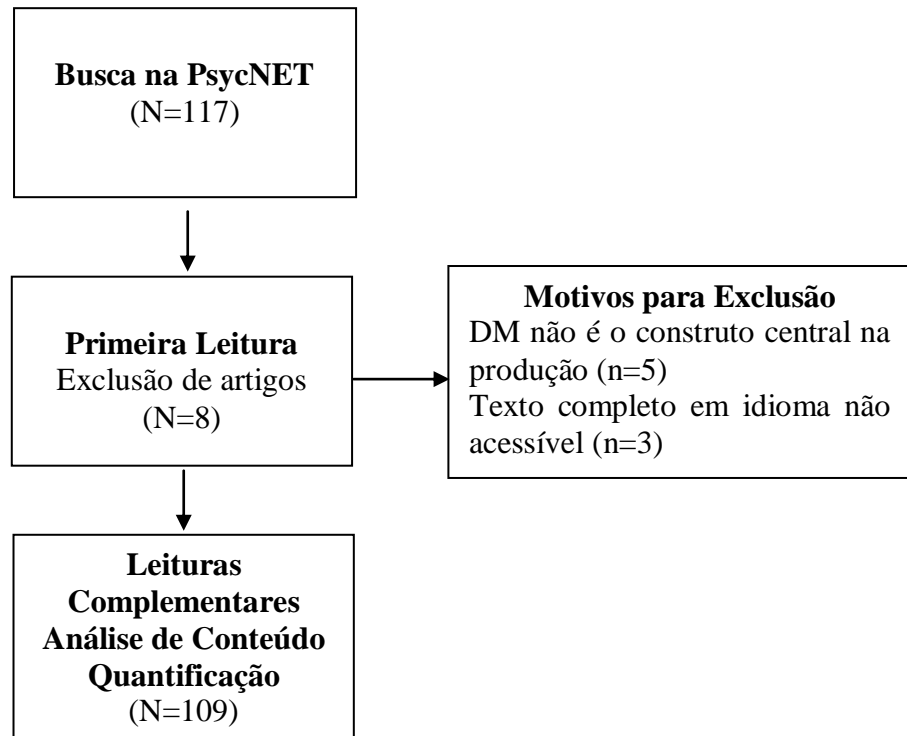 Busca na PsycNET
(N=117)
Primeira Leitura
Exclusão de artigos
(N=8)
Motivos para Exclusão
DM não é o construto central na
produção (n=5)
Texto completo em idioma não
acessível (n=3)
Leituras
Complementares
Análise de Conteúdo
Quantificação
(N=109)